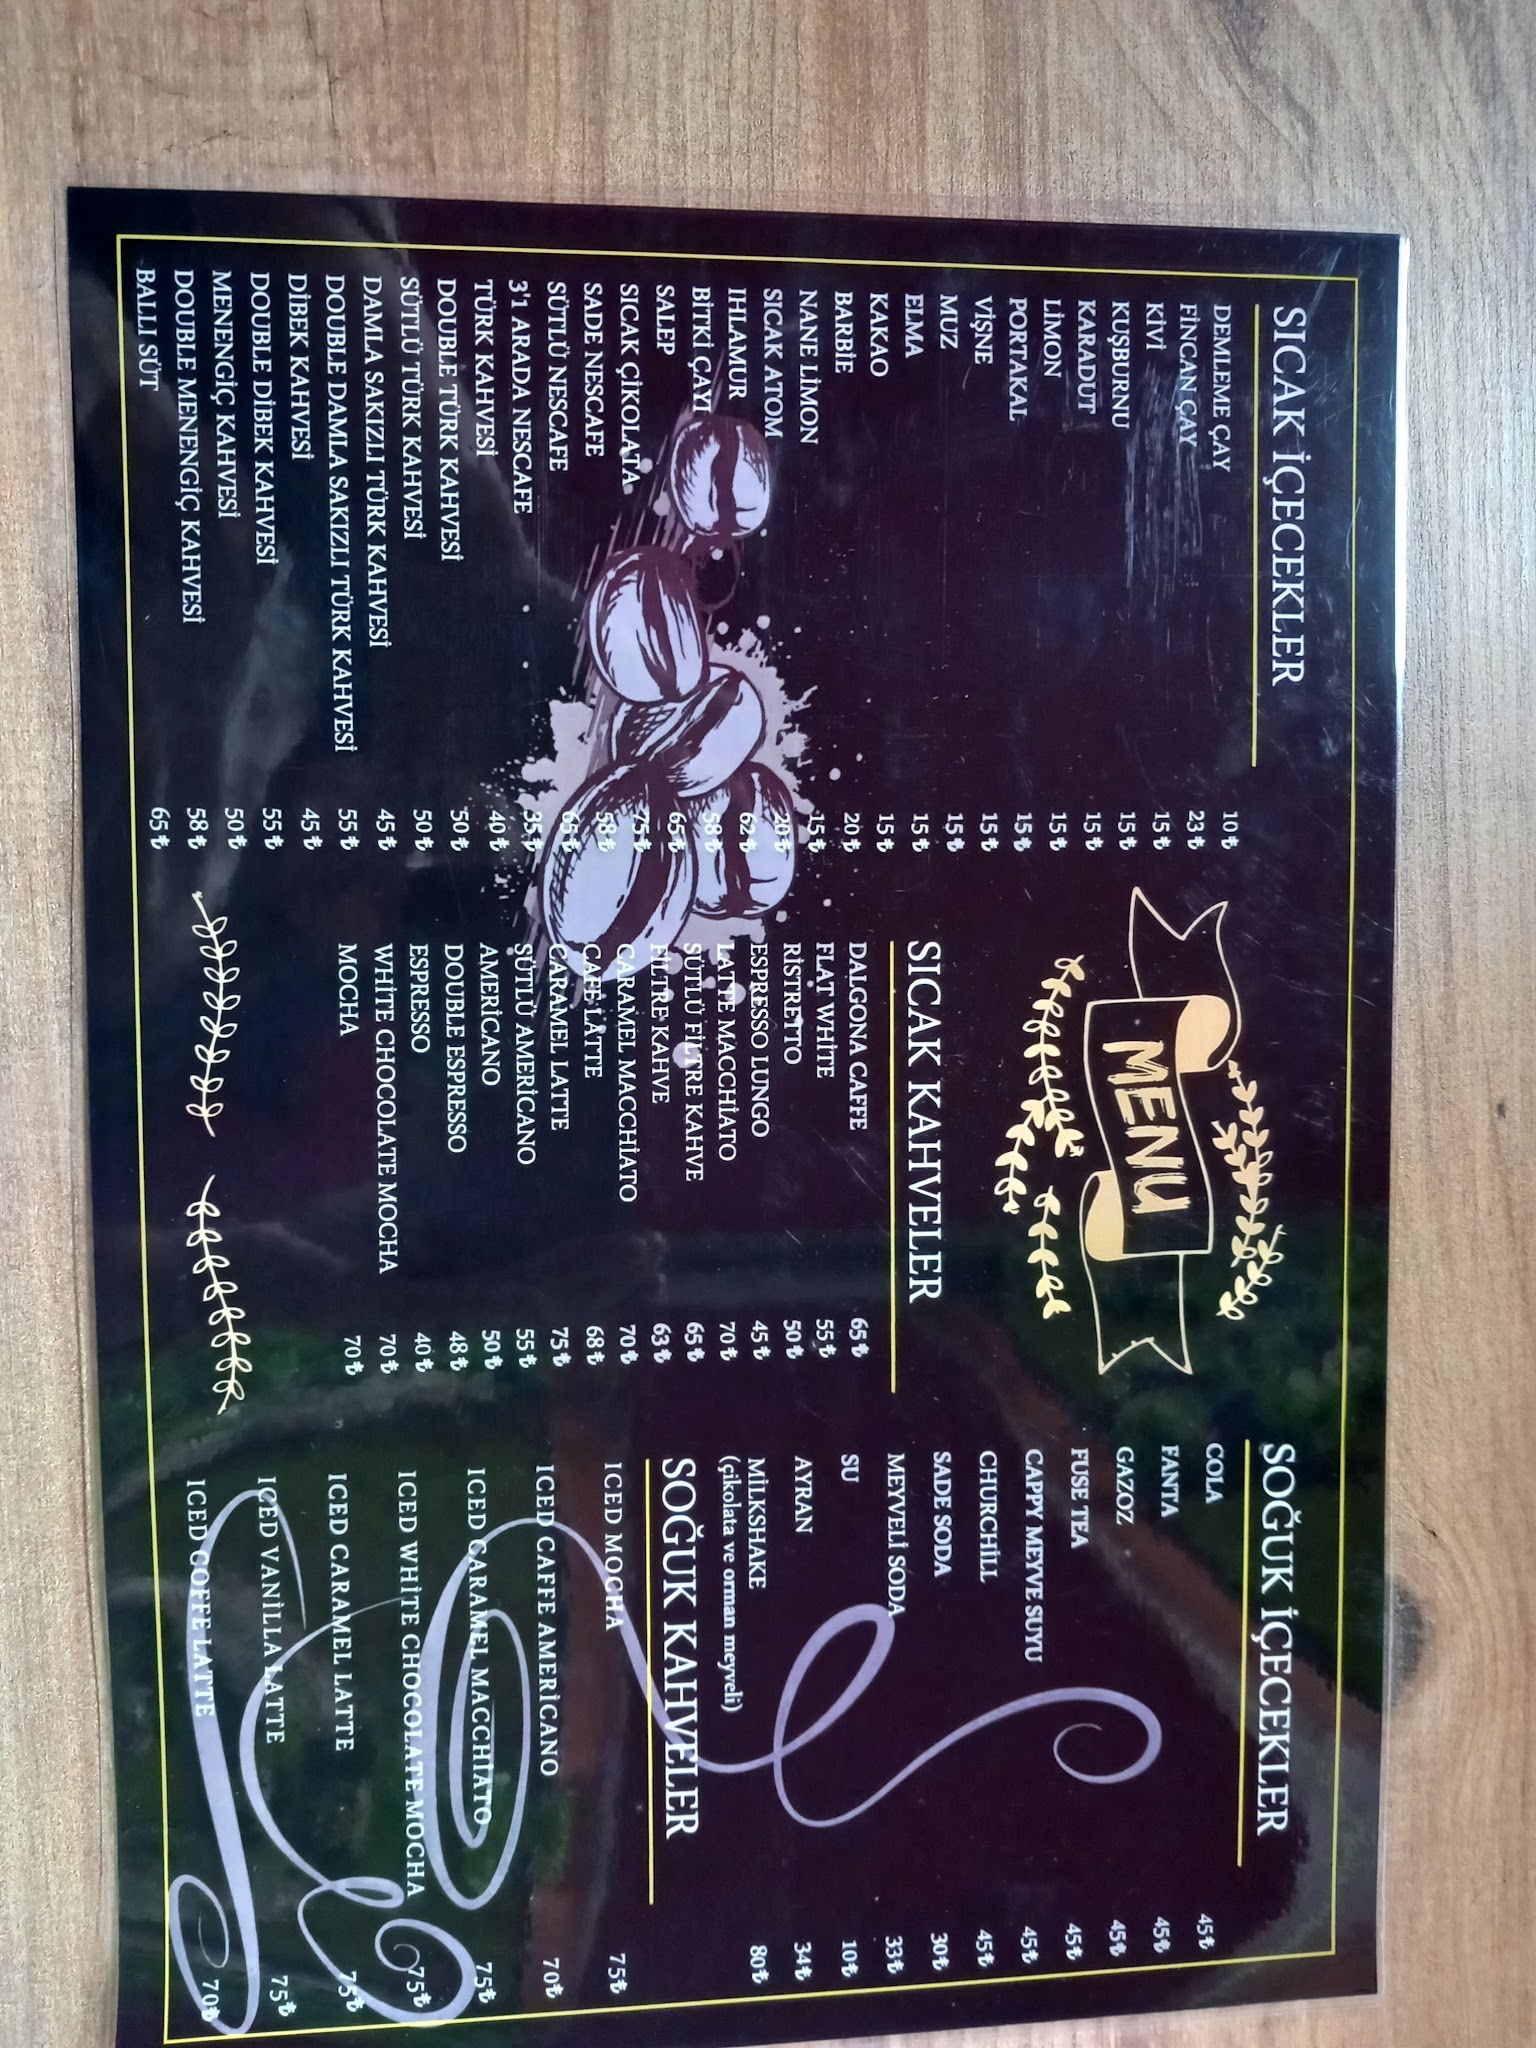 SICAK İÇECEKLER
DEMLEME ÇAY 10₺
FİNCAN ÇAY 23₺
KİVİ 15₺
KUŞBURNU 15₺
KARADUT 15₺
LİMON 15₺
PORTAKAL 15₺
VİŞNE 15₺
MUZ 15₺
ELMA 15₺
KAKAO 15₺
BARBİE 20₺
NANE LİMON 15₺
SICAK ATOM 20₺
IHLAMUR 62₺
BİTKİ ÇAYI 58₺
SALEP 65₺
SICAK ÇİKOLATA 75₺
SADE NESCAFE 58₺
SÜTLÜ NESCAFE 65₺
3'1 ARADA NESCAFE 35₺
TÜRK KAHVESİ 40₺
DOUBLE TÜRK KAHVESİ 50₺
SÜTLÜ TÜRK KAHVESİ 50₺
DAMLA SAKIZLI TÜRK KAHVESİ 45₺
DOUBLE DAMLA SAKIZLI TÜRK KAHVESİ 55₺
DİBEK KAHVESİ 45₺
DOUBLE DİBEK KAHVESİ 55₺
MENENGİÇ KAHVESİ 50₺
DOUBLE MENENGİÇ KAHVESİ 58₺
BALLI SÜT 65₺
MENU
SICAK KAHVELER
DALGONA CAFFE 65₺
FLAT WHİTE 55₺
RİSTRETTO 50₺
ESPRESSO LUNGO 45₺
LATTE MACCHİATO 70₺
SÜTLÜ FİLTRE KAHVE 65₺
FİLTRE KAHVE 63₺
CARAMEL MACCHİATO 70₺
CAFE LATTE 68₺
CARAMEL LATTE 75₺
SÜTLÜ AMERİCANO 55₺
AMERİCANO 50₺
DOUBLE ESPRESSO 48₺
ESPRESSO 40₺
WHİTE CHOCOLATE MOCHA 70₺
MOCHA 70₺
SOĞUK İÇECEKLER
COLA 45₺
FANTA 45₺
GAZOZ 45₺
FUSE TEA 45₺
CAPPY MEYVE SUYU 45₺
CHURCHİLL 45₺
SADE SODA 30₺
MEYVELİ SODA 33₺
SU 10₺
AYRAN 34₺
MİLKSHAKE 80₺
(çikolata ve orman meyveli)
SOĞUK KAHVELER
ICED MOCHA 75₺
ICED CAFFE AMERİCANO 70₺
ICED CARAMEL MACCHİATO 75₺
ICED WHİTE CHOCOLATE MOCHA 75₺
ICED CARAMEL LATTE 75₺
ICED VANİLLA LATTE 75₺
ICED COFFE LATTE 70₺